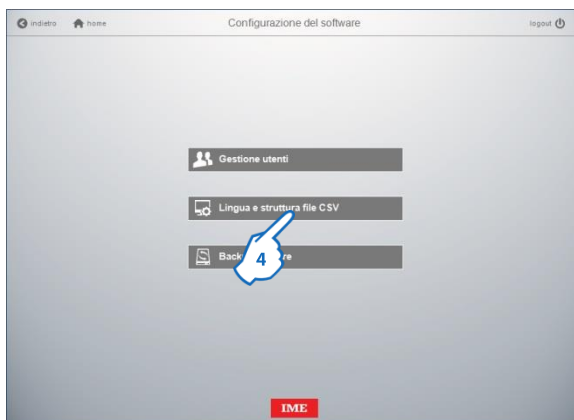 indietro home Configurazione del software logout
Gestione utenti
Lingua e struttura file CSV
4
IME